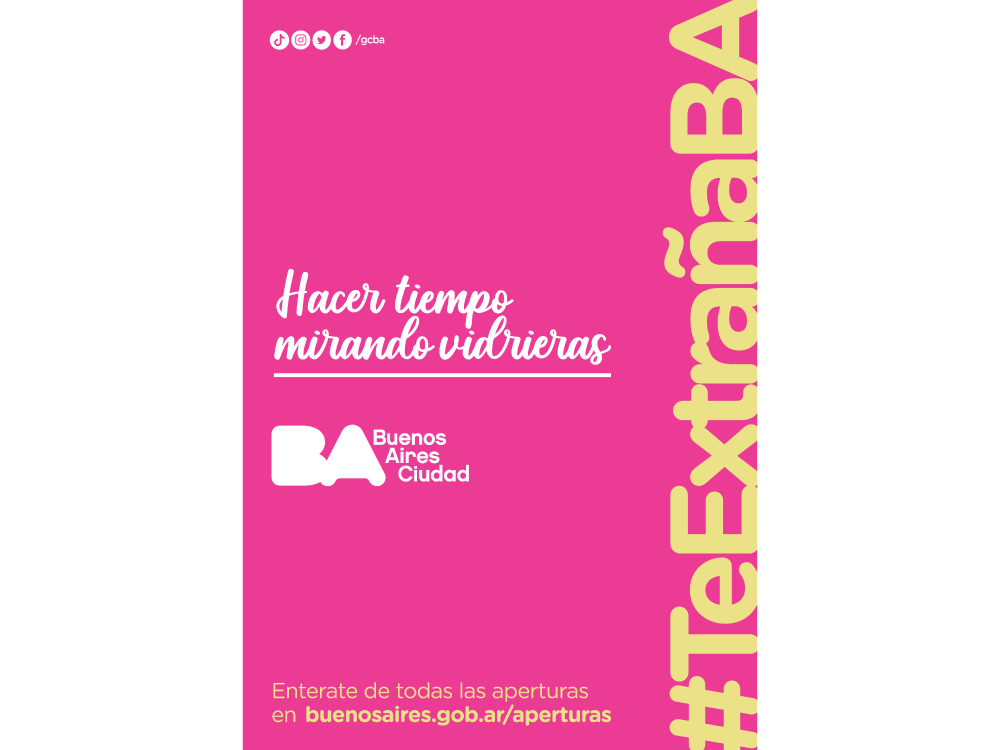 /gcba
Hacer tiempo
mirando vidrieras
BA
Buenos
Aires
Ciudad
Enterate de todas las aperturas
en buenosaires.gob.ar/aperturas
#TeExtrañaBA